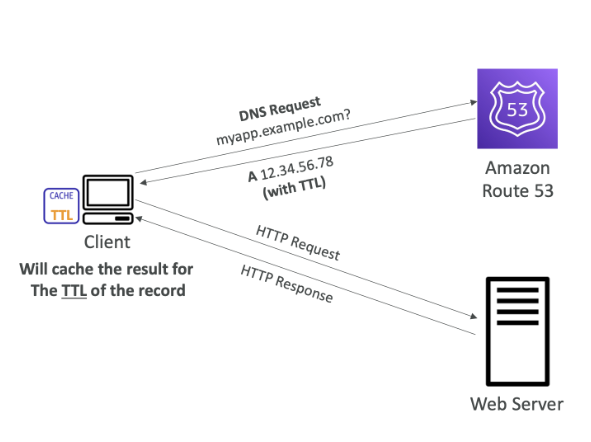 DNS Request
myapp.example.com?
53
Amazon
Route 53
A 12.34.56.78
(with TTL)
CACHE
TTL
Client
Will cache the result for
The TTL of the record
HTTP Request
HTTP Response
Web Server